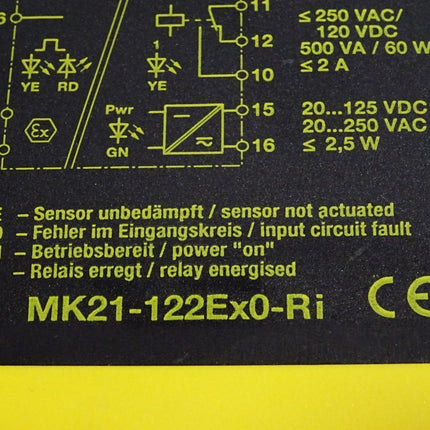 6
11
≤ 250 VAC/
120 VDC
12
500 VA / 60 W
≤ 2 A
1
YE
RD
YE
10
Pwr
15
20...125 VDC
Ex
20...250 VAC
GN
16
≤ 2,5 W
– Sensor unbedämpft / sensor not actuated
– Fehler im Eingangskreis / input circuit fault
– Betriebsbereit / power "on"
– Relais erregt / relay energised
MK21-122Ex0-Ri
CE